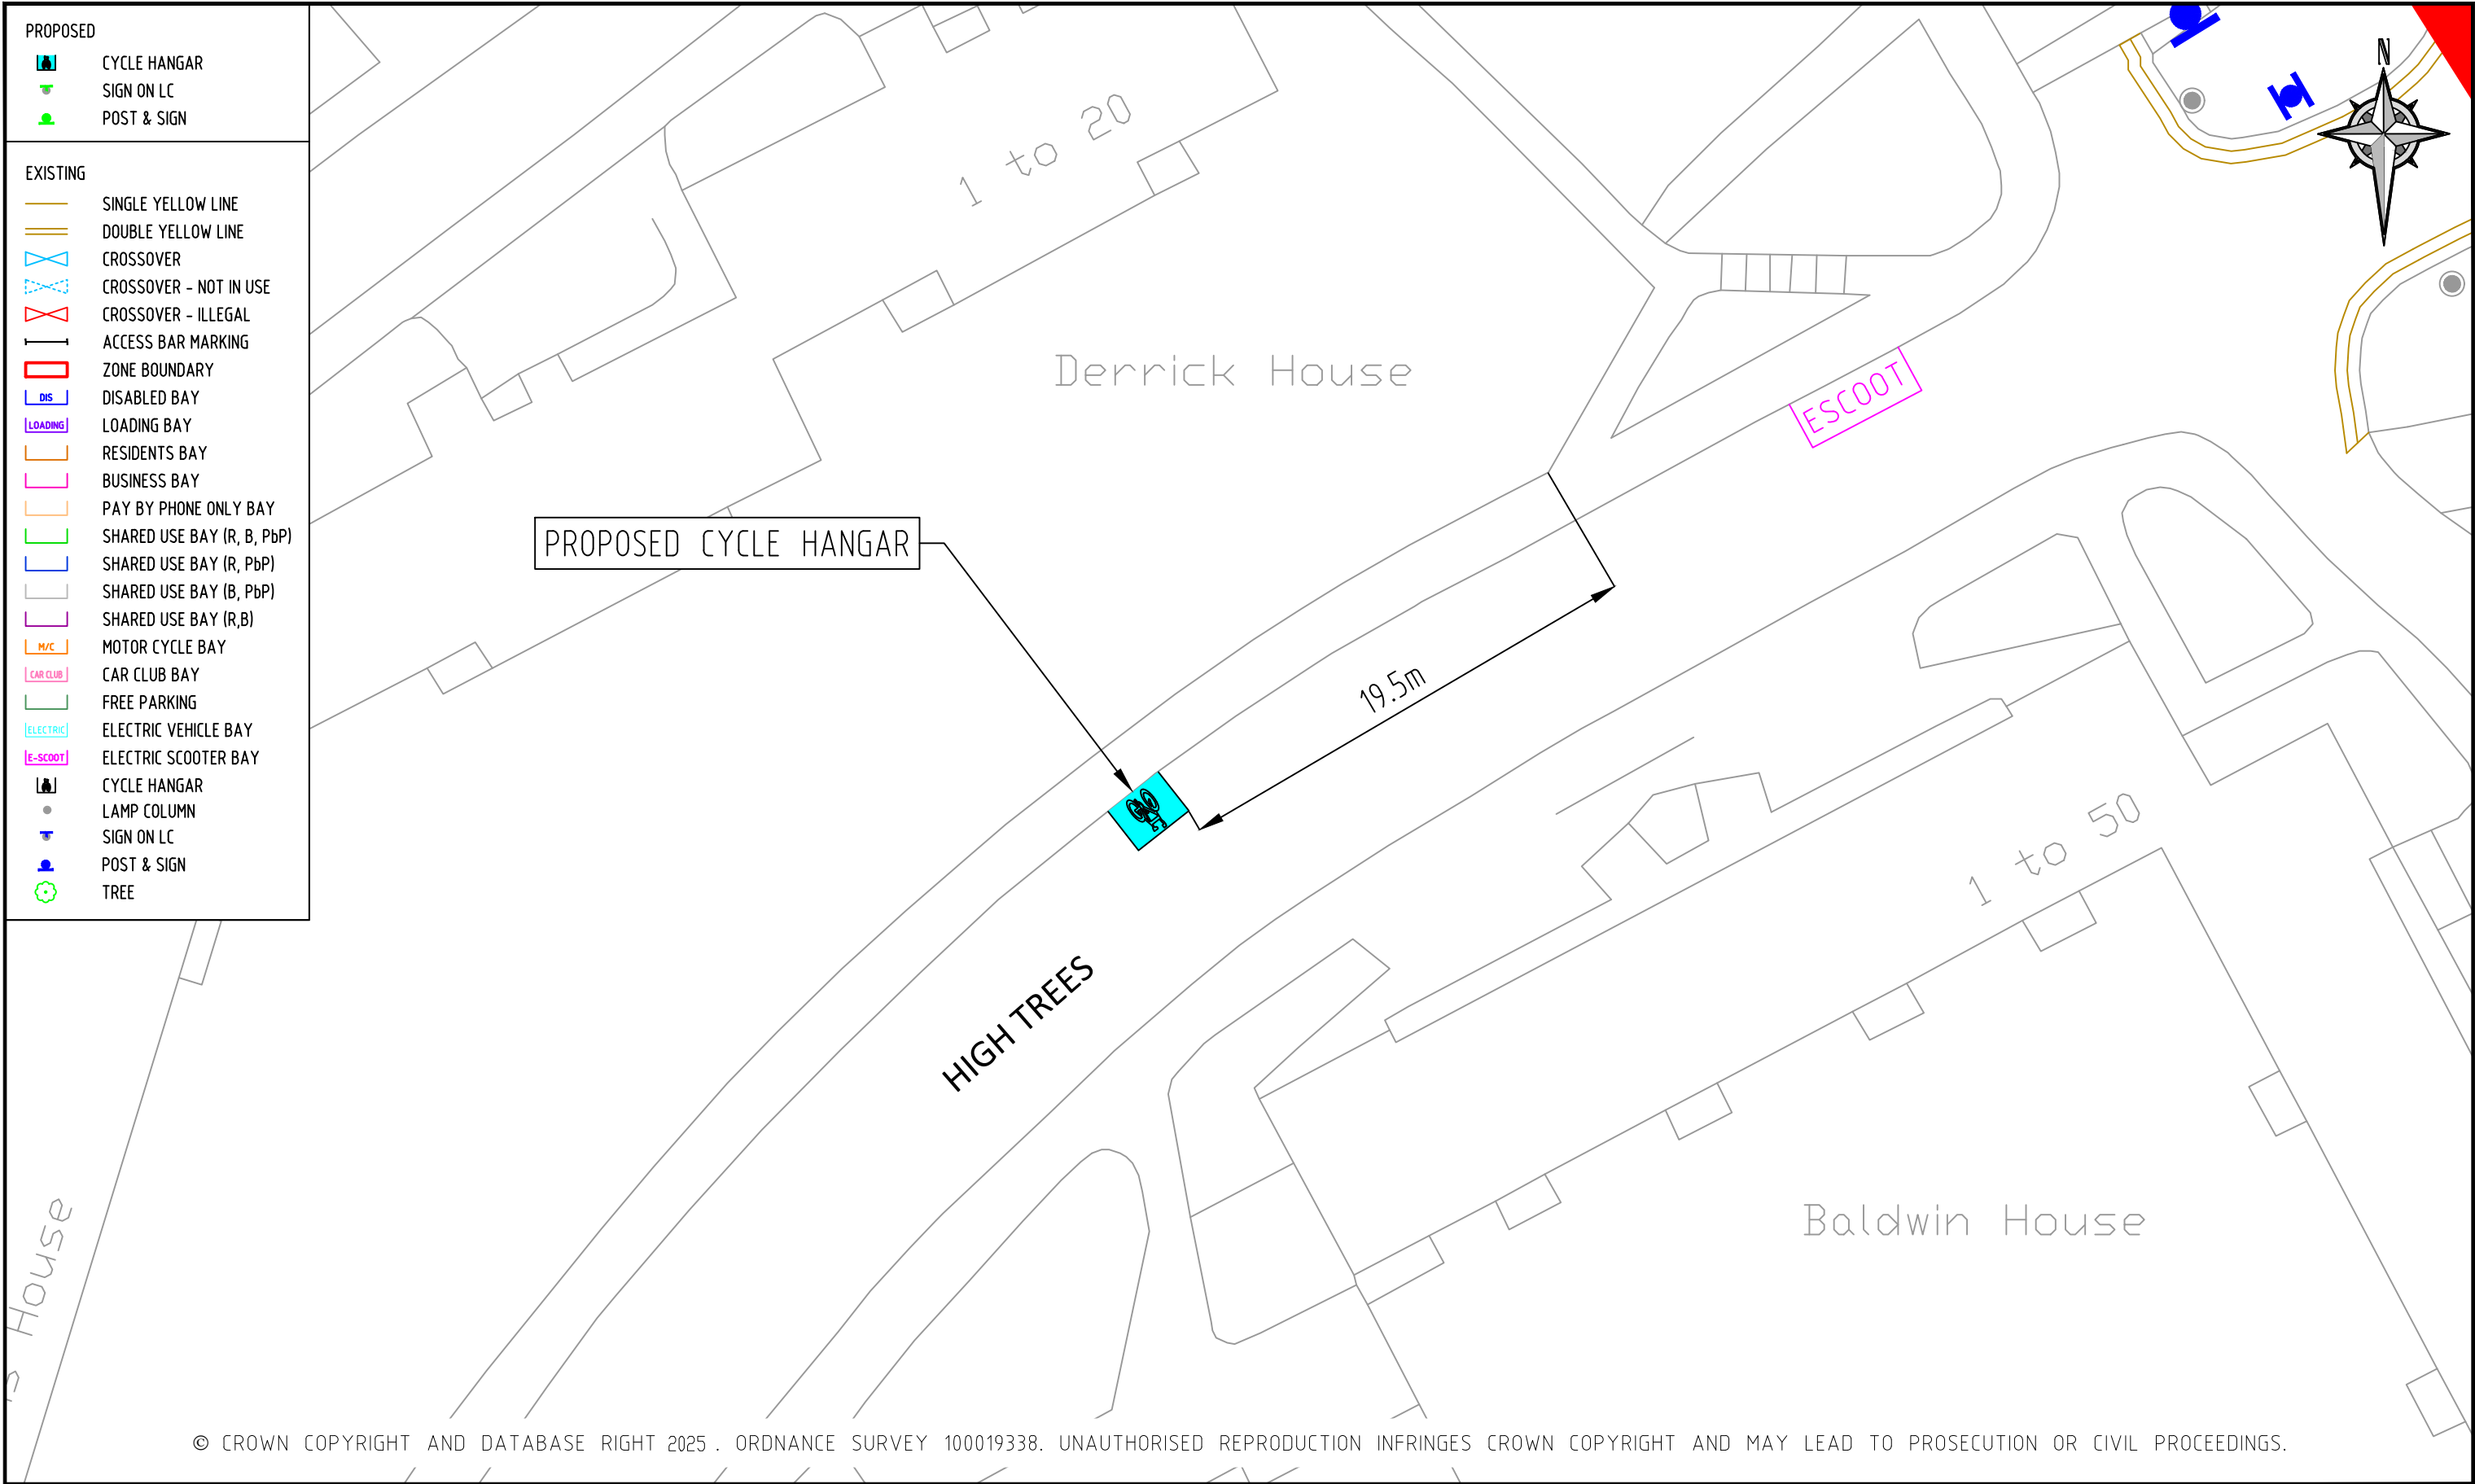 PROPOSED
CYCLE HANGAR
SIGN ON LC
POST & SIGN
EXISTING
SINGLE YELLOW LINE
DOUBLE YELLOW LINE
CROSSOVER
CROSSOVER - NOT IN USE
CROSSOVER - ILLEGAL
ACCESS BAR MARKING
ZONE BOUNDARY
DIS DISABLED BAY
LOADING LOADING BAY
RESIDENTS BAY
BUSINESS BAY
PAY BY PHONE ONLY BAY
SHARED USE BAY (R, B, PbP)
SHARED USE BAY (R, PbP)
SHARED USE BAY (B, PbP)
SHARED USE BAY (R,B)
M/C MOTOR CYCLE BAY
CAR CLUB CAR CLUB BAY
FREE PARKING
ELECTRIC ELECTRIC VEHICLE BAY
E-SCOOT ELECTRIC SCOOTER BAY
CYCLE HANGAR
LAMP COLUMN
SIGN ON LC
POST & SIGN
TREE
N
1 to 20
Derrick House
ESCOOT
PROPOSED CYCLE HANGAR
19.5m
1 to 50
HIGH TREES
Baldwin House
House
© CROWN COPYRIGHT AND DATABASE RIGHT 2025. ORDNANCE SURVEY 100019338. UNAUTHORISED REPRODUCTION INFRINGES CROWN COPYRIGHT AND MAY LEAD TO PROSECUTION OR CIVIL PROCEEDINGS.